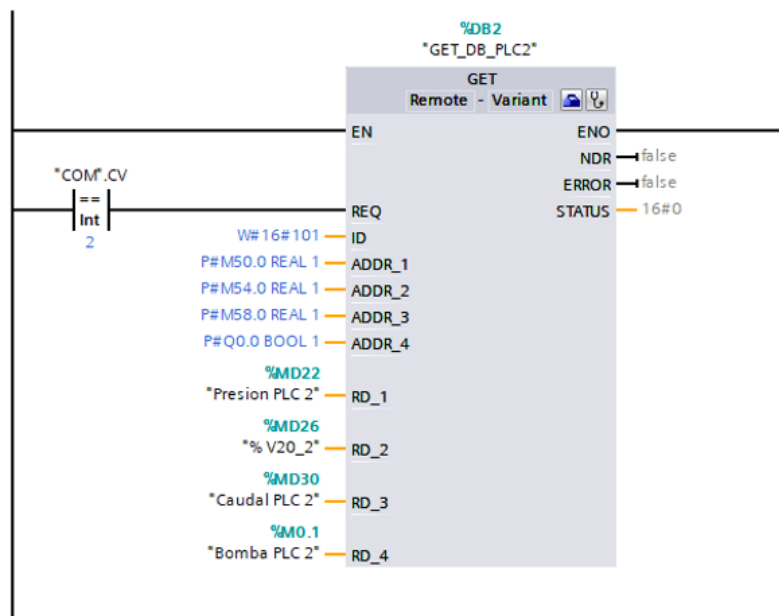 %DB2
"GET_DB_PLC2"
GET
Remote - Variant
EN ENO
NDR false
"COM".CV
ERROR false
==
Int
REQ STATUS 16#0
2
W#16#101 ID
P#M50.0 REAL 1 ADDR_1
P#M54.0 REAL 1 ADDR_2
P#M58.0 REAL 1 ADDR_3
P#Q0.0 BOOL 1 ADDR_4
%MD22
"Presion PLC 2" RD_1
%MD26
"% V20_2" RD_2
%MD30
"Caudal PLC 2" RD_3
%M0.1
"Bomba PLC 2" RD_4